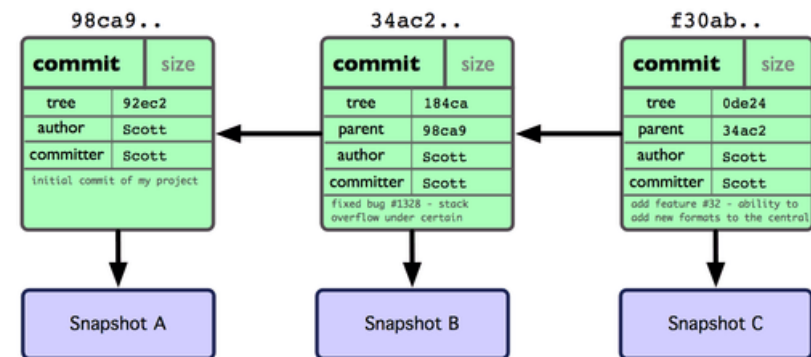 98ca9..
commit size
tree 92ec2
author Scott
committer Scott
initial commit of my project
Snapshot A
34ac2..
commit size
tree 184ca
parent 98ca9
author Scott
committer Scott
fixed bug #1328 - stack
overflow under certain
Snapshot B
f30ab..
commit size
tree 0de24
parent 34ac2
author Scott
committer Scott
add feature #32 - ability to
add new formats to the central
Snapshot C